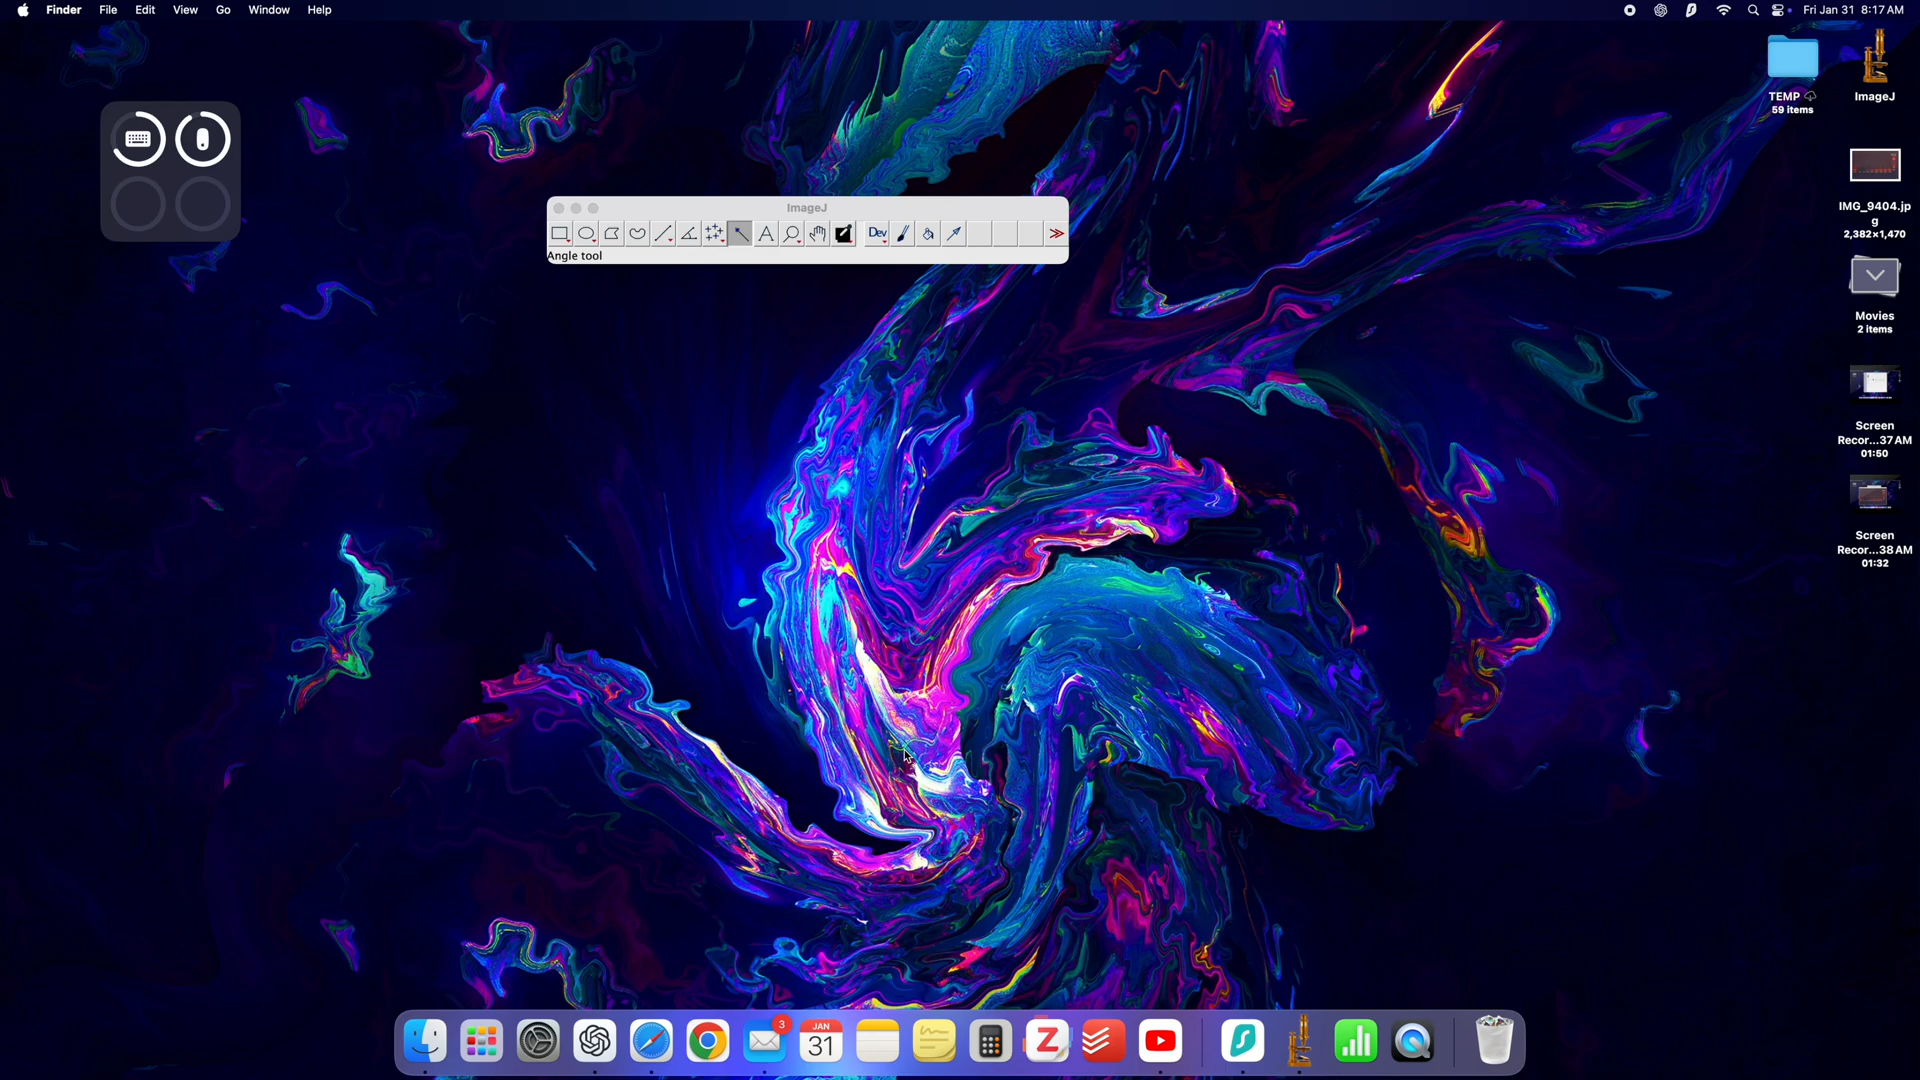 Finder File Edit View Go Window Help
Fri Jan 31 8:17 AM
TEMP
59 items
ImageJ
IMG_9404.jp
g
2,382×1,470
Movies
2 items
Screen
Recor...37 AM
01:50
Screen
Recor...38 AM
01:32
ImageJ
Dev
Angle tool
3
JAN
31